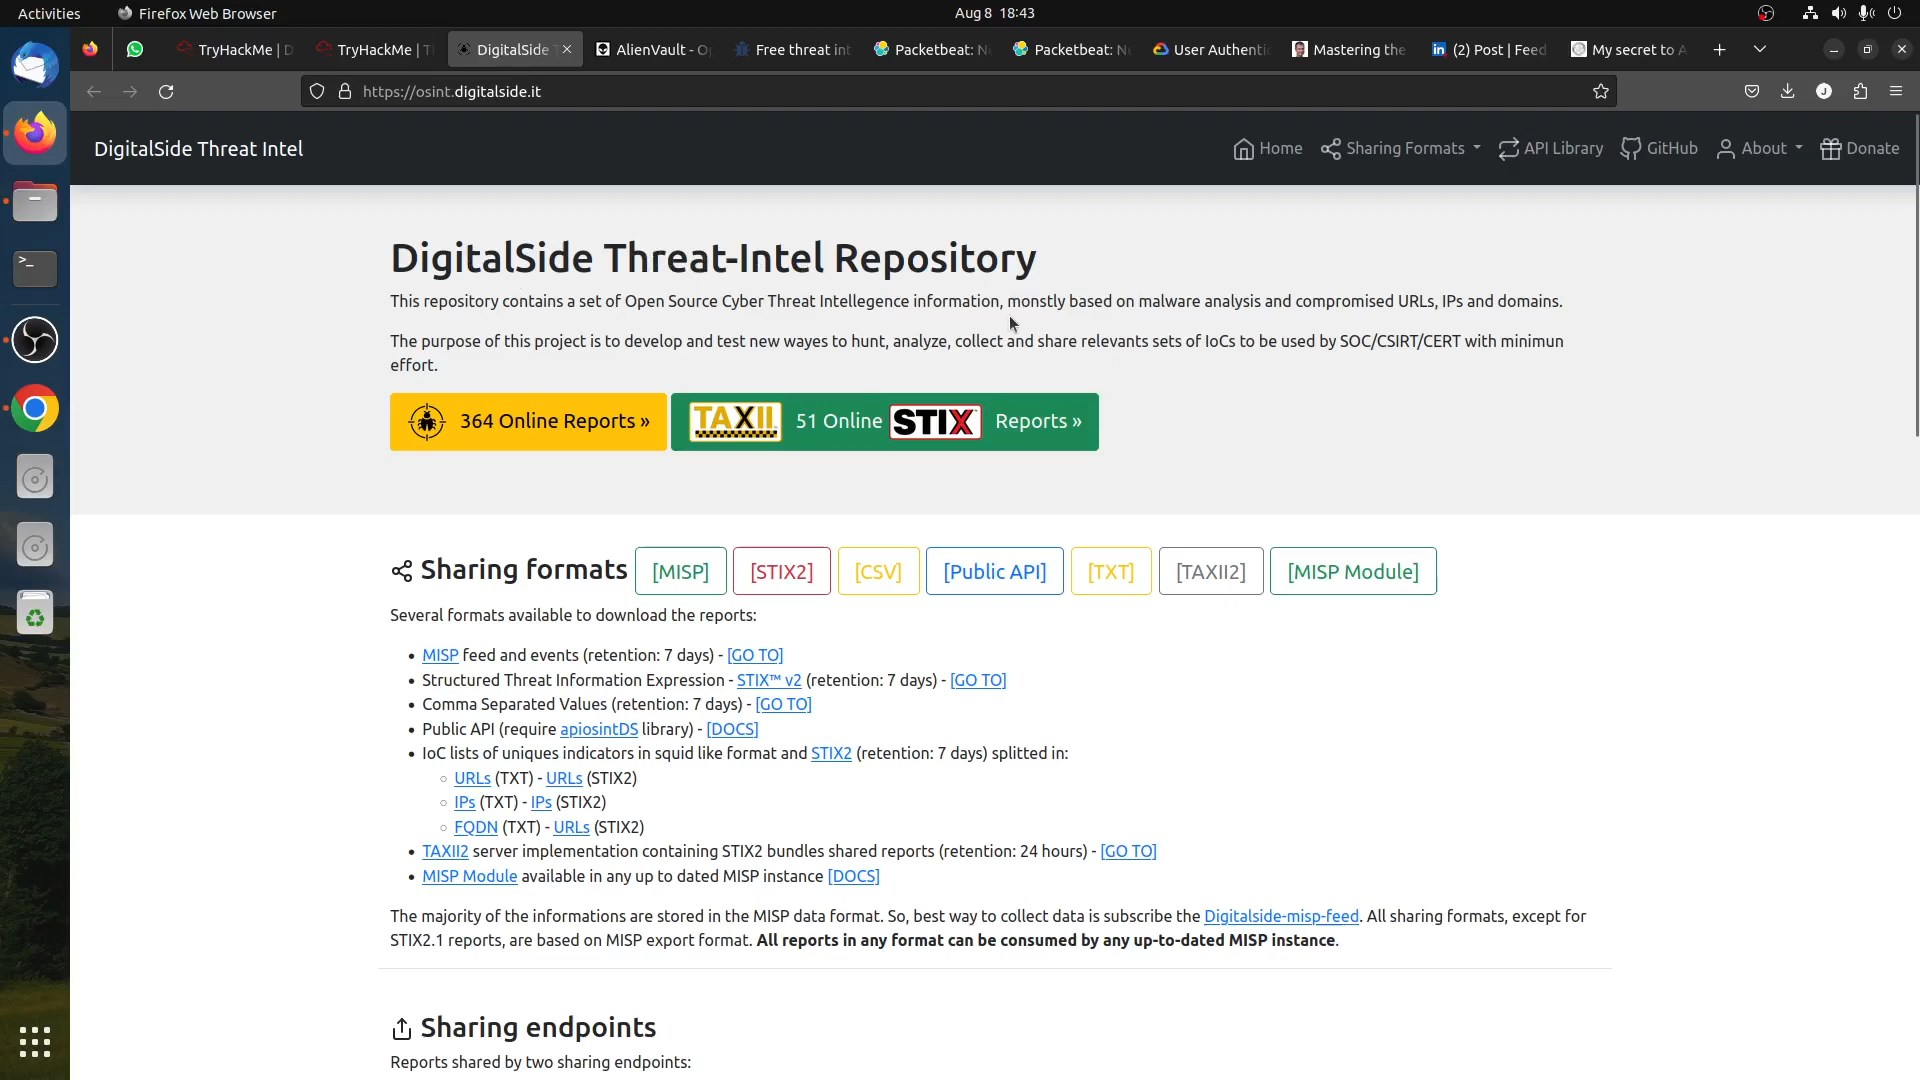 Activities
Firefox Web Browser
Aug 8 18:43
TryHackMe | D
TryHackMe | T
DigitalSide T
AlienVault - O
Free threat int
Packetbeat: N
Packetbeat: N
User Authenti
Mastering the
(2) Post | Feed
My secret to A
https://osint.digitalside.it
DigitalSide Threat Intel
Home
Sharing Formats
API Library
GitHub
About
Donate
DigitalSide Threat-Intel Repository
This repository contains a set of Open Source Cyber Threat Intellegence information, monstly based on malware analysis and compromised URLs, IPs and domains.
The purpose of this project is to develop and test new wayes to hunt, analyze, collect and share relevants sets of IoCs to be used by SOC/CSIRT/CERT with minimun
effort.
364 Online Reports »
TAXII 51 Online STIX Reports »
Sharing formats [MISP] [STIX2] [CSV] [Public API] [TXT] [TAXII2] [MISP Module]
Several formats available to download the reports:
• MISP feed and events (retention: 7 days) - [GO TO]
• Structured Threat Information Expression - STIX™ v2 (retention: 7 days) - [GO TO]
• Comma Separated Values (retention: 7 days) - [GO TO]
• Public API (require apiosintDS library) - [DOCS]
• IoC lists of uniques indicators in squid like format and STIX2 (retention: 7 days) splitted in:
○ URLs (TXT) - URLs (STIX2)
○ IPs (TXT) - IPs (STIX2)
○ FQDN (TXT) - URLs (STIX2)
• TAXII2 server implementation containing STIX2 bundles shared reports (retention: 24 hours) - [GO TO]
• MISP Module available in any up to dated MISP instance [DOCS]
The majority of the informations are stored in the MISP data format. So, best way to collect data is subscribe the Digitalside-misp-feed. All sharing formats, except for
STIX2.1 reports, are based on MISP export format. All reports in any format can be consumed by any up-to-dated MISP instance.
Sharing endpoints
Reports shared by two sharing endpoints: